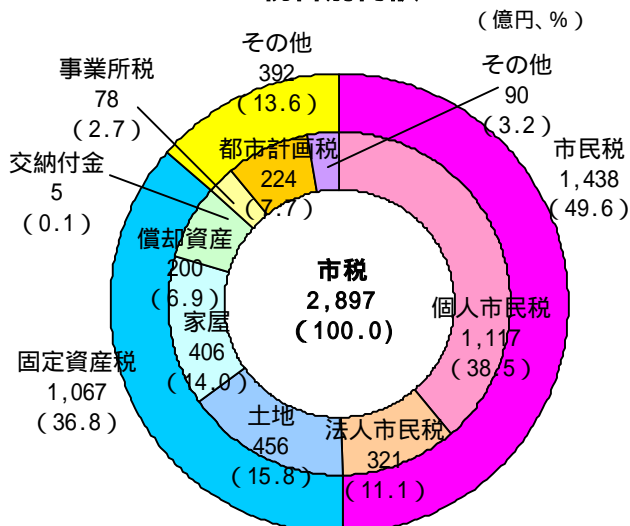 （億円、%）
その他
392
（13.6）
その他
90
（3.2）
事業所税
78
（2.7）
市民税
1,438
（49.6）
都市計画税
224
（7.7）
交納付金
5
（0.1）
償却資産
200
（6.9）
市税
2,897
（100.0）
個人市民税
1,117
（38.5）
家屋
406
（14.0）
固定資産税
1,067
（36.8）
土地
456
（15.8）
法人市民税
321
（11.1）